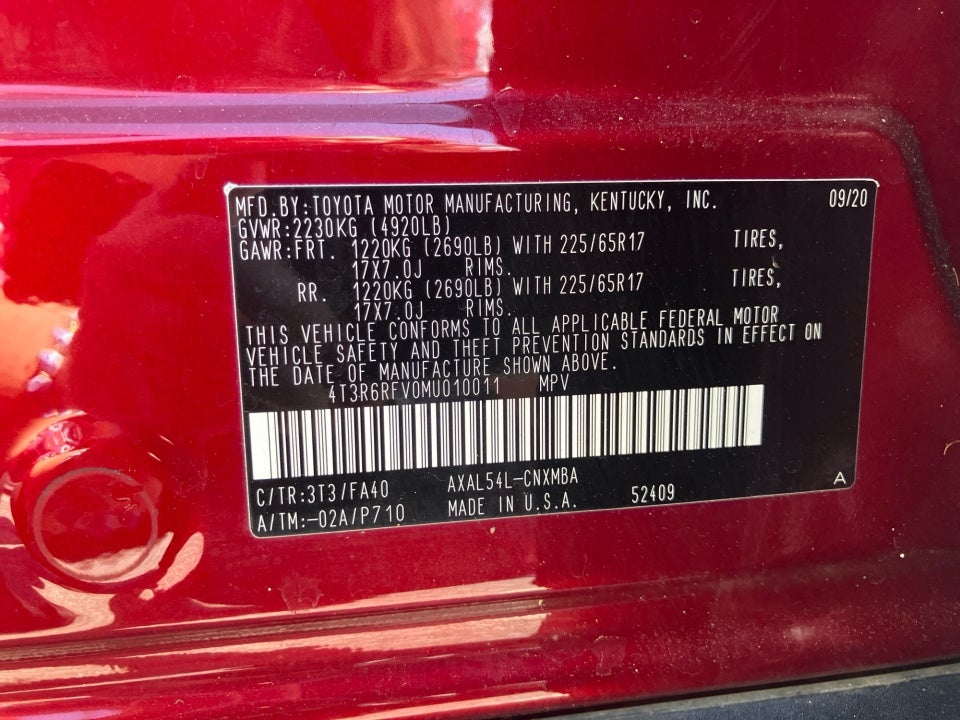 MFD.BY:TOYOTA MOTOR MANUFACTURING, KENTUCKY, INC. 09/20
GVWR:2230KG (4920LB)
GAWR:FRT. 1220KG (2690LB) WITH 225/65R17 TIRES,
17X7.0J RIMS.
RR. 1220KG (2690LB) WITH 225/65R17 TIRES,
17X7.0J RIMS.
THIS VEHICLE CONFORMS TO ALL APPLICABLE FEDERAL MOTOR
VEHICLE SAFETY AND THEFT PREVENTION STANDARDS IN EFFECT ON
THE DATE OF MANUFACTURE SHOWN ABOVE.
4T3R6RFV0MU010011 MPV
C/TR:3T3/FA40 AXAL54L-CNXMBA A
A/TM:-02A/P710 MADE IN U.S.A. 52409